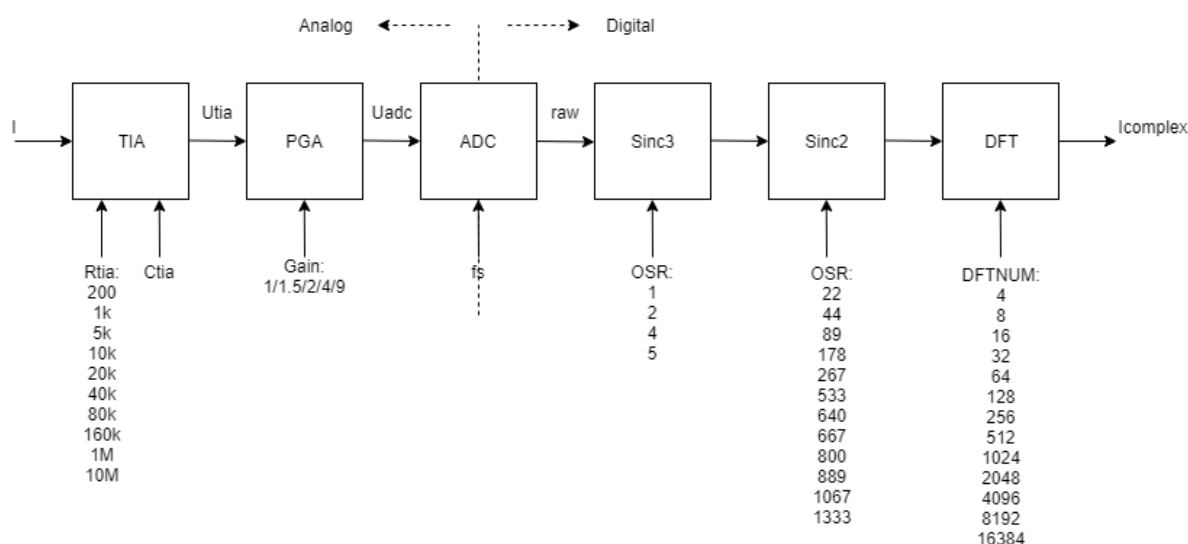 Analog
Digital
I
TIA
Utia
PGA
Uadc
ADC
raw
Sinc3
Sinc2
DFT
Icomplex
Rtia:
200
1k
5k
10k
20k
40k
80k
160k
1M
10M
Ctia
Gain:
1/1.5/2/4/9
fs
OSR:
1
2
4
5
OSR:
22
44
89
178
267
533
640
667
800
889
1067
1333
DFTNUM:
4
8
16
32
64
128
256
512
1024
2048
4096
8192
16384